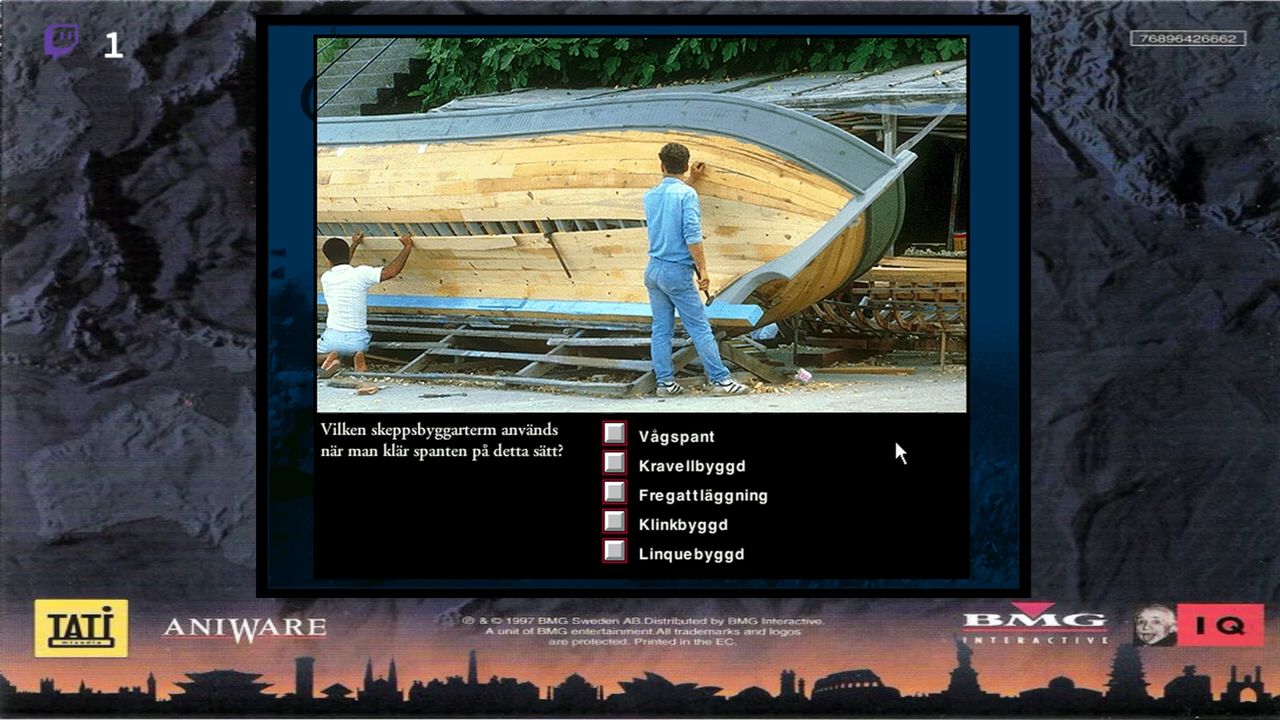 1
76896426662
Vilken skeppsbyggarterm används
när man klär spanten på detta sätt?
Vågspant
Kravellbyggd
Fregattläggning
Klinkbyggd
Linquebyggd
TATi
mixedia
ANIWARE
℗ & © 1997 BMG Sweden AB.Distributed by BMG Interactive.
A unit of BMG entertainment.All trademarks and logos
are protected. Printed in the EC.
BMG
INTERACTIVE
IQ